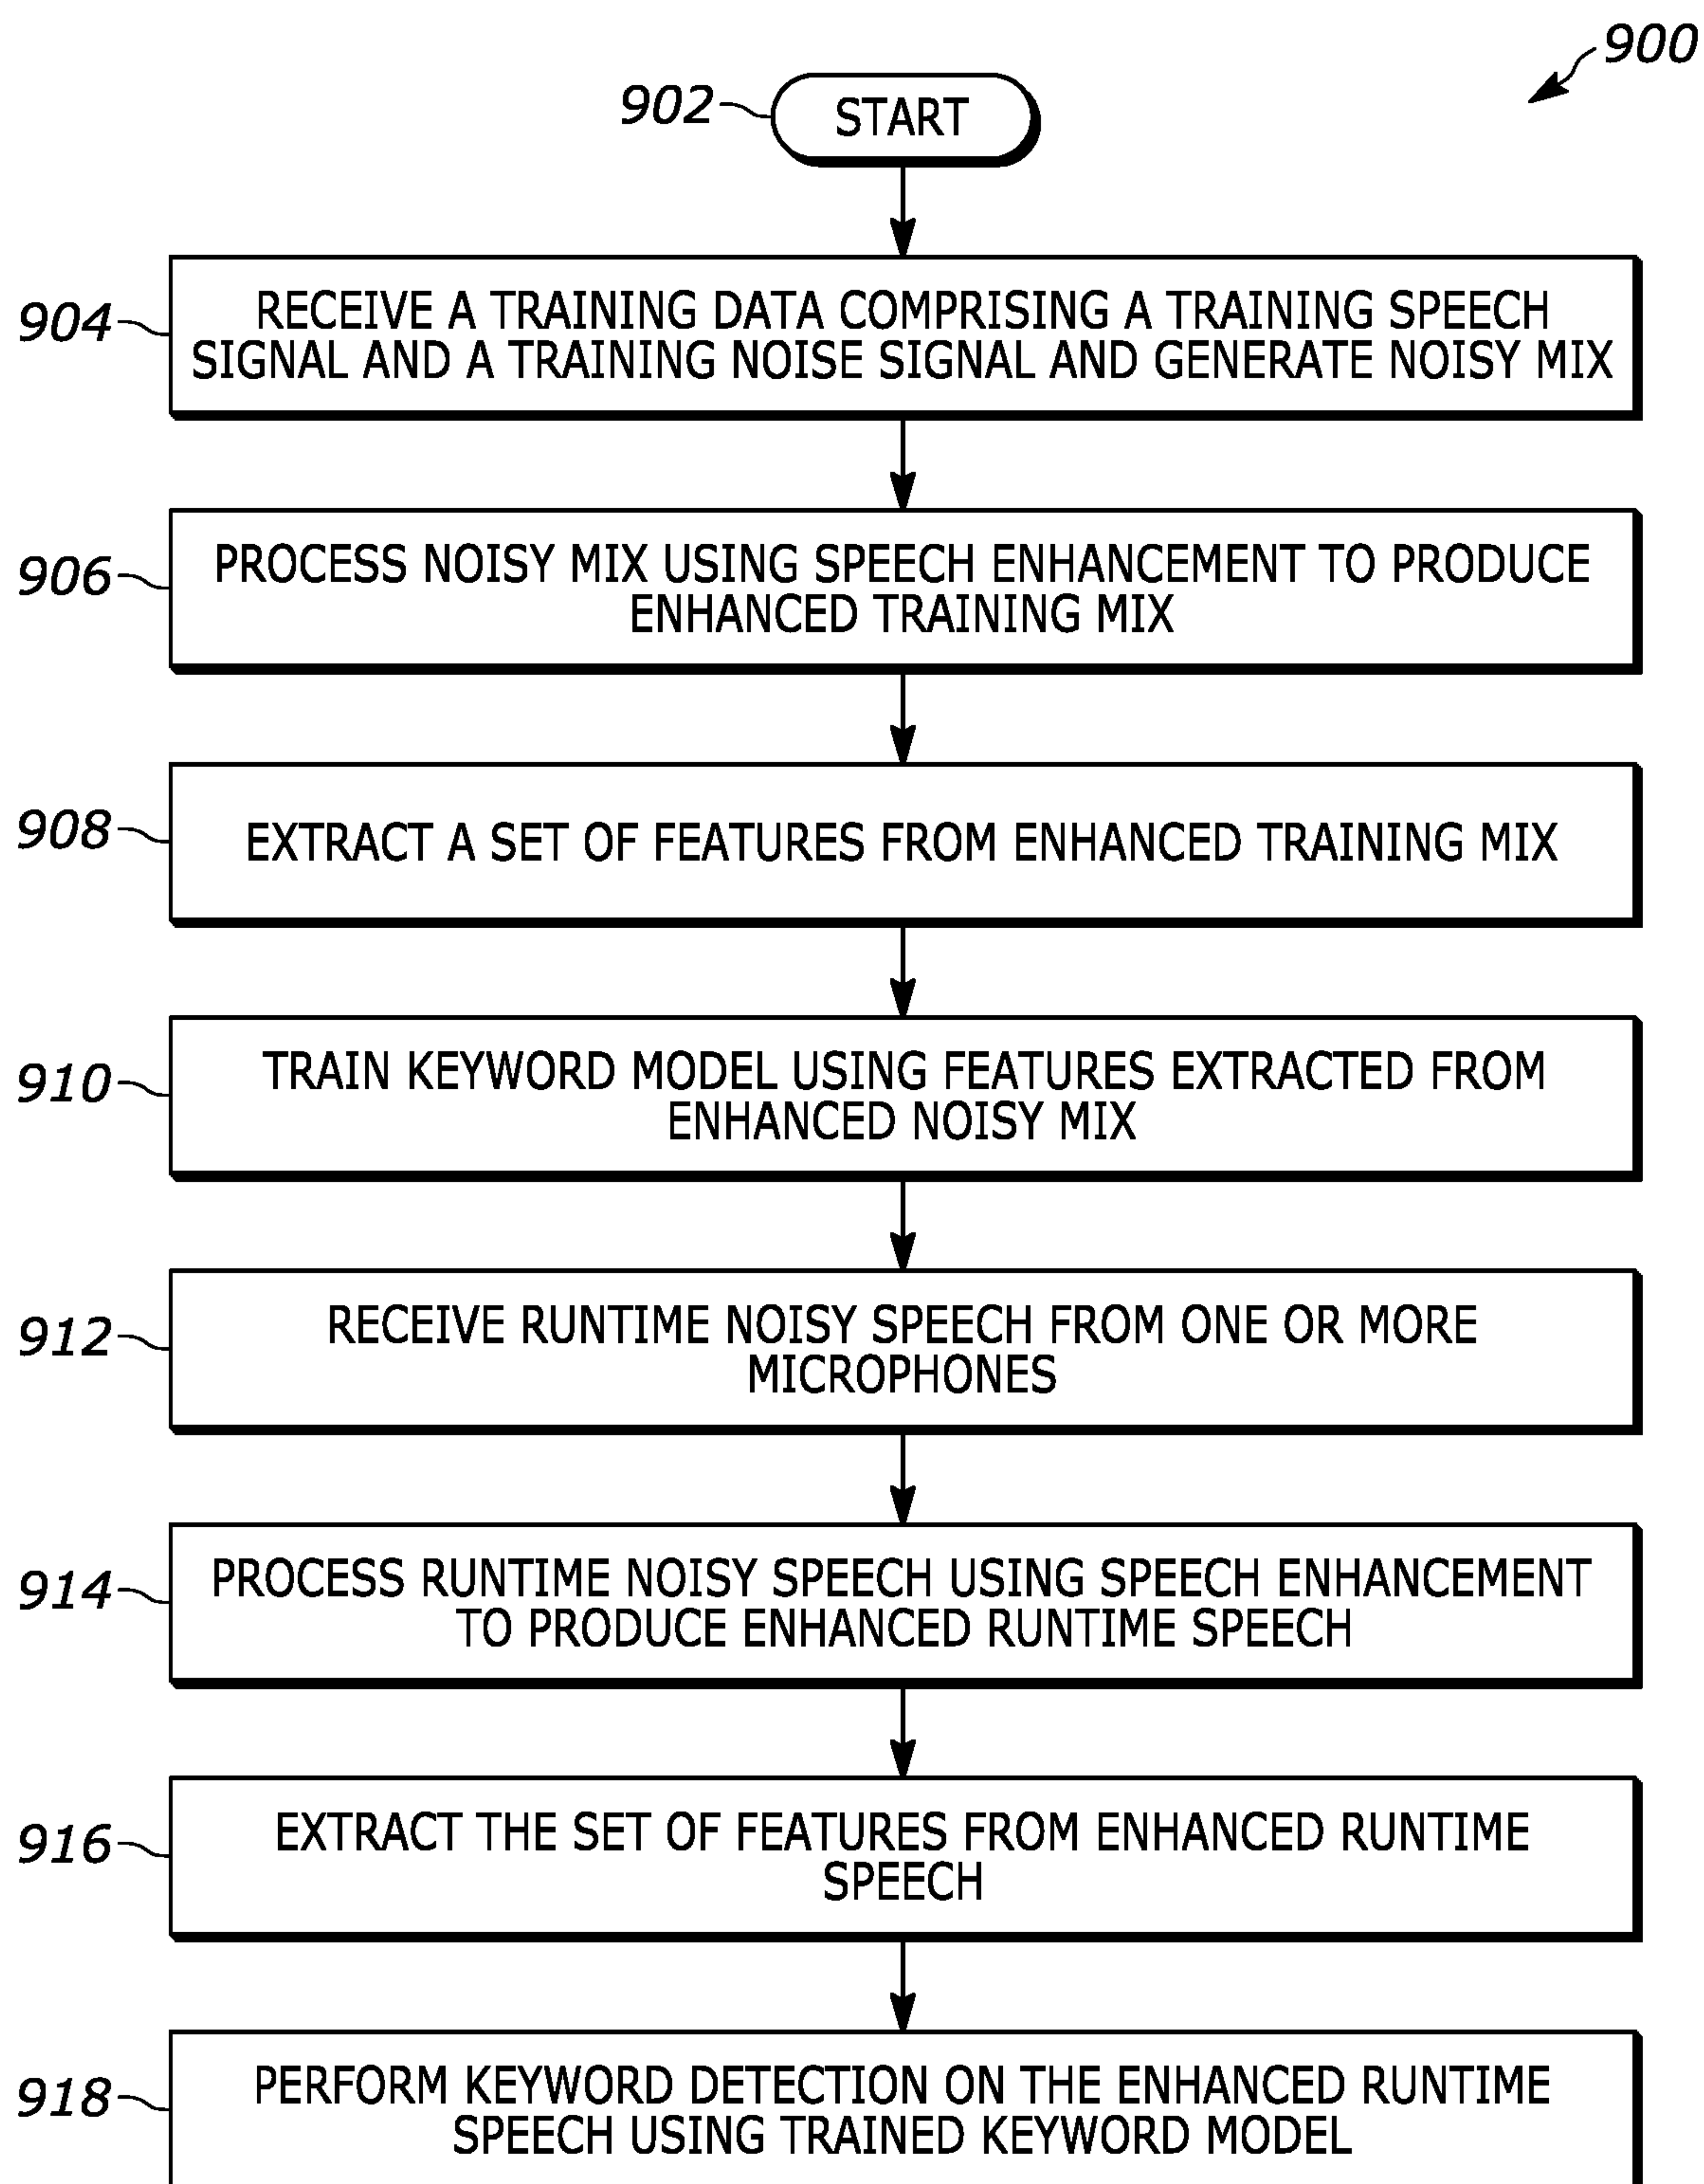 900
902
START
904
RECEIVE A TRAINING DATA COMPRISING A TRAINING SPEECH
SIGNAL AND A TRAINING NOISE SIGNAL AND GENERATE NOISY MIX
906
PROCESS NOISY MIX USING SPEECH ENHANCEMENT TO PRODUCE
ENHANCED TRAINING MIX
908
EXTRACT A SET OF FEATURES FROM ENHANCED TRAINING MIX
910
TRAIN KEYWORD MODEL USING FEATURES EXTRACTED FROM
ENHANCED NOISY MIX
912
RECEIVE RUNTIME NOISY SPEECH FROM ONE OR MORE
MICROPHONES
914
PROCESS RUNTIME NOISY SPEECH USING SPEECH ENHANCEMENT
TO PRODUCE ENHANCED RUNTIME SPEECH
916
EXTRACT THE SET OF FEATURES FROM ENHANCED RUNTIME
SPEECH
918
PERFORM KEYWORD DETECTION ON THE ENHANCED RUNTIME
SPEECH USING TRAINED KEYWORD MODEL